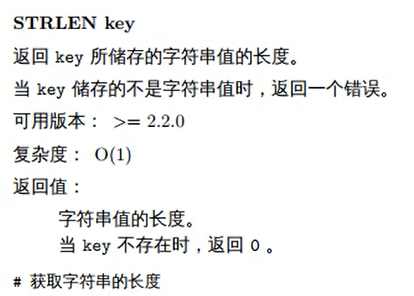 STRLEN key
返回 key 所储存的字符串值的长度。
当 key 储存的不是字符串值时，返回一个错误。
可用版本： >= 2.2.0
复杂度： O(1)
返回值：
字符串值的长度。
当 key 不存在时，返回 0 。
# 获取字符串的长度